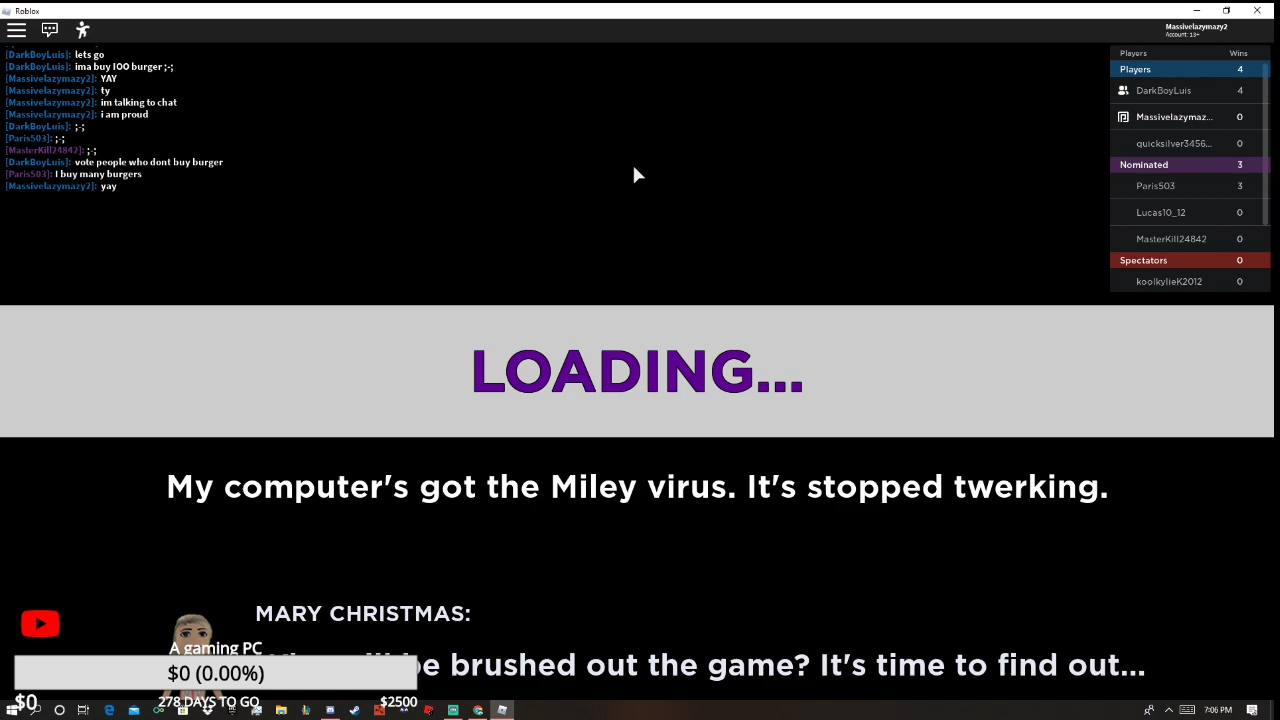 Roblox
Massivelazymazy2
Account: 13+
[DarkBoyLuis]: lets go
[DarkBoyLuis]: ima buy 100 burger ;-;
[Massivelazymazy2]: YAY
[Massivelazymazy2]: ty
[Massivelazymazy2]: im talking to chat
[Massivelazymazy2]: i am proud
[DarkBoyLuis]: ;-;
[Paris503]: ;-;
[MasterKill24842]: ;-;
[DarkBoyLuis]: vote people who dont buy burger
[Paris503]: I buy many burgers
[Massivelazymazy2]: yay
Players Wins
Players 4
DarkBoyLuis 4
Massivelazymaz... 0
quicksilver3456... 0
Nominated 3
Paris503 3
Lucas10_12 0
MasterKill24842 0
Spectators 0
koolkylieK2012 0
LOADING...
My computer's got the Miley virus. It's stopped twerking.
MARY CHRISTMAS:
be brushed out the game? It's time to find out...
A gaming PC
$0 (0.00%)
$0 278 DAYS TO GO $2500
7:06 PM